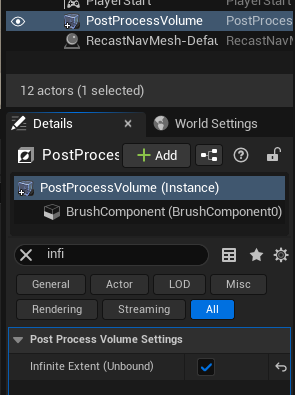 PlayerStart PlayerStart
PostProcessVolume PostProcessV
RecastNavMesh-Defau RecastNavM
12 actors (1 selected)
Details World Settings
PostProces Add
PostProcessVolume (Instance)
BrushComponent (BrushComponent0)
infi
General Actor LOD Misc
Rendering Streaming All
Post Process Volume Settings
Infinite Extent (Unbound)